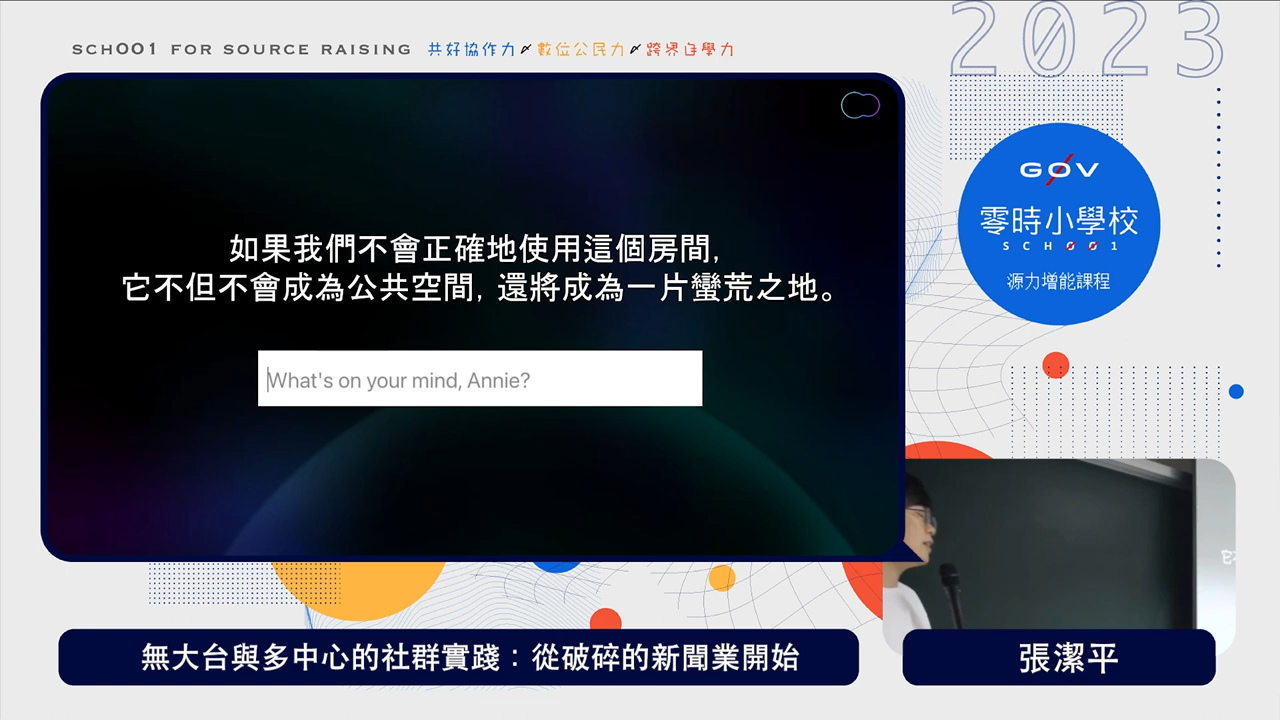 SCH001 FOR SOURCE RAISING 共好協作力〆數位公民力〆跨界自學力
2023
G0V
零時小學校
SCH001
源力增能課程
如果我們不會正確地使用這個房間,
它不但不會成為公共空間, 還將成為一片蠻荒之地。
What's on your mind, Annie?
無大台與多中心的社群實踐：從破碎的新聞業開始
張潔平